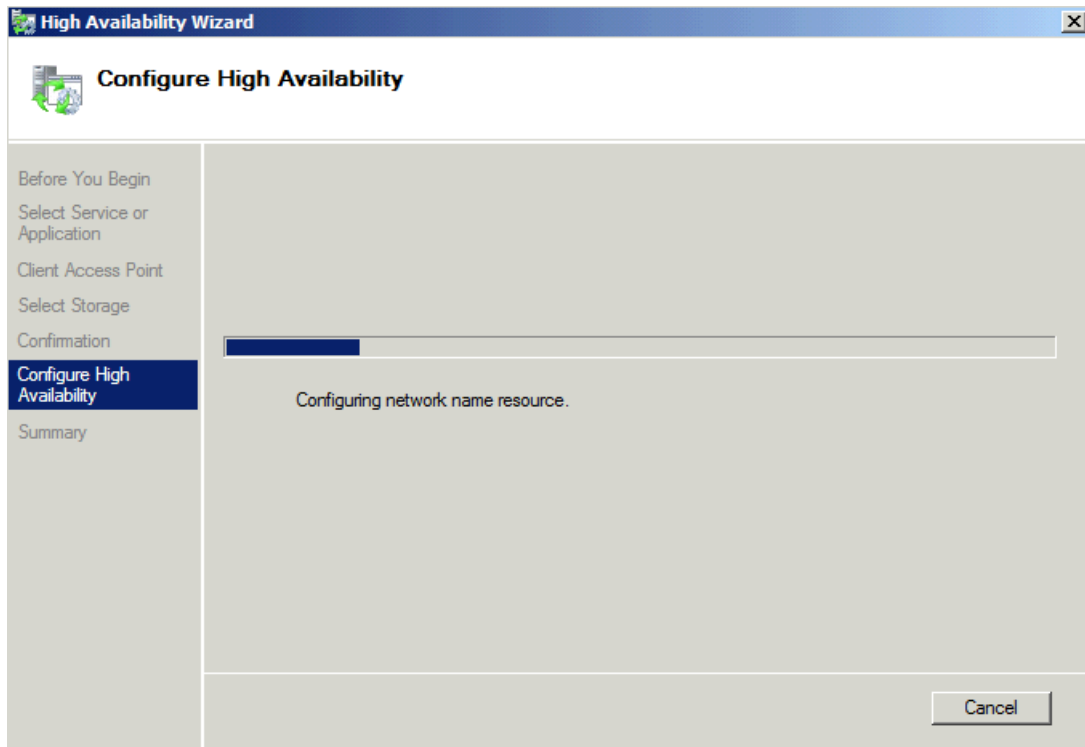 High Availability Wizard
Configure High Availability
Before You Begin
Select Service or
Application
Client Access Point
Select Storage
Confirmation
Configure High
Availability
Summary
Configuring network name resource.
Cancel